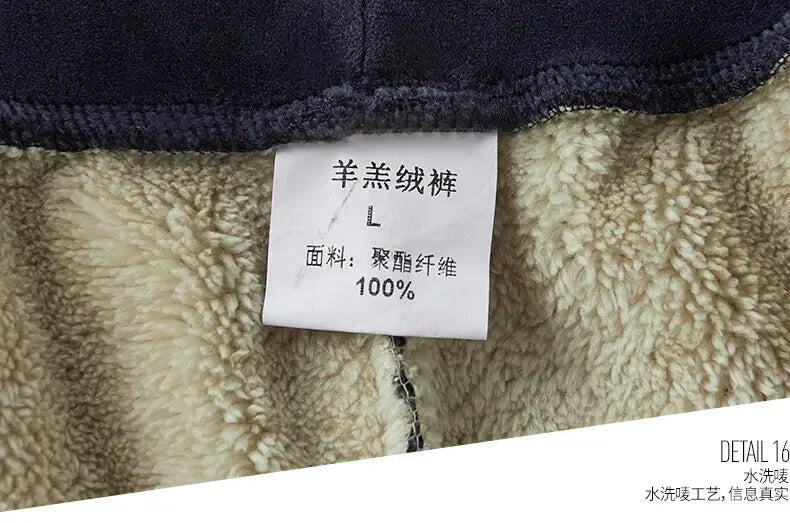 羊羔绒裤
L
面料：聚酯纤维
100%
DETAIL 16
水洗唛
水洗唛工艺，信息真实